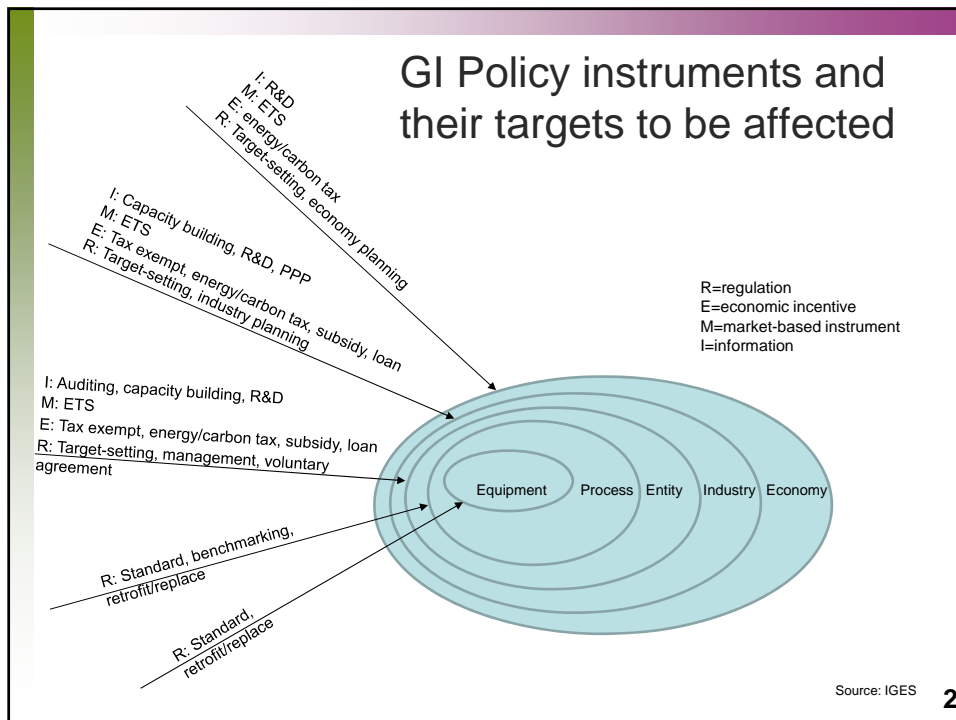 GI Policy instruments and
their targets to be affected
I: R&D
M: ETS
E: energy/carbon tax
R: Target-setting, economy planning
I: Capacity building, R&D, PPP
M: ETS
E: Tax exempt, energy/carbon tax, subsidy, loan
R: Target-setting, industry planning
R=regulation
E=economic incentive
M=market-based instrument
I=information
I: Auditing, capacity building, R&D
M: ETS
E: Tax exempt, energy/carbon tax, subsidy, loan
R: Target-setting, management, voluntary
agreement
Equipment Process Entity Industry Economy
R: Standard, benchmarking,
retrofit/replace
R: Standard,
retrofit/replace
Source: IGES
2